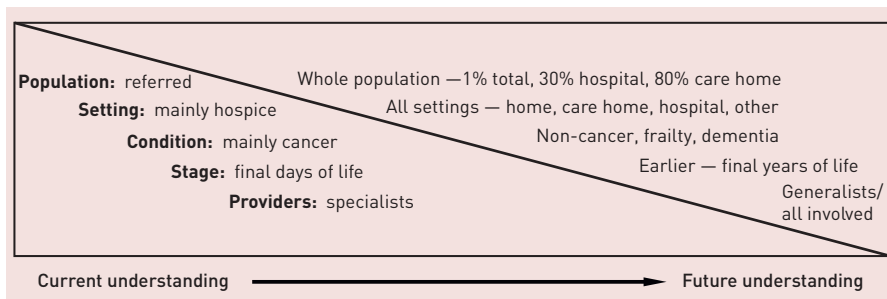 Population: referred
Whole population —1% total, 30% hospital, 80% care home
Setting: mainly hospice
All settings — home, care home, hospital, other
Condition: mainly cancer
Non-cancer, frailty, dementia
Stage: final days of life
Earlier — final years of life
Providers: specialists
Generalists/
all involved
Current understanding
Future understanding